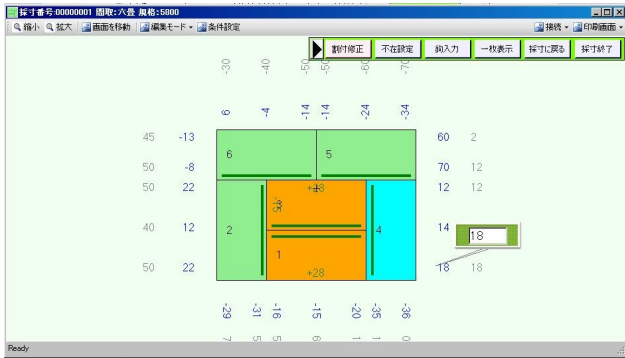 採寸番号:00000001 間取:六畳 規格:5800
縮小 拡大 画面を移動 編集モード 条件設定 接続 印刷画面
割付修正 不在設定 鉤入力 一枚表示 採寸に戻る 採寸終了
-30 -40 -50 -50 -60 -70
6 -4 -14 -14 -24 -34
45 -13 60 2
6 5
50 -8 70 12
50 22 12 12
40 12 2 4 14
18
1
50 22 +28 18 18
-29 -31 -16 -15 -20 -35 -36
Ready